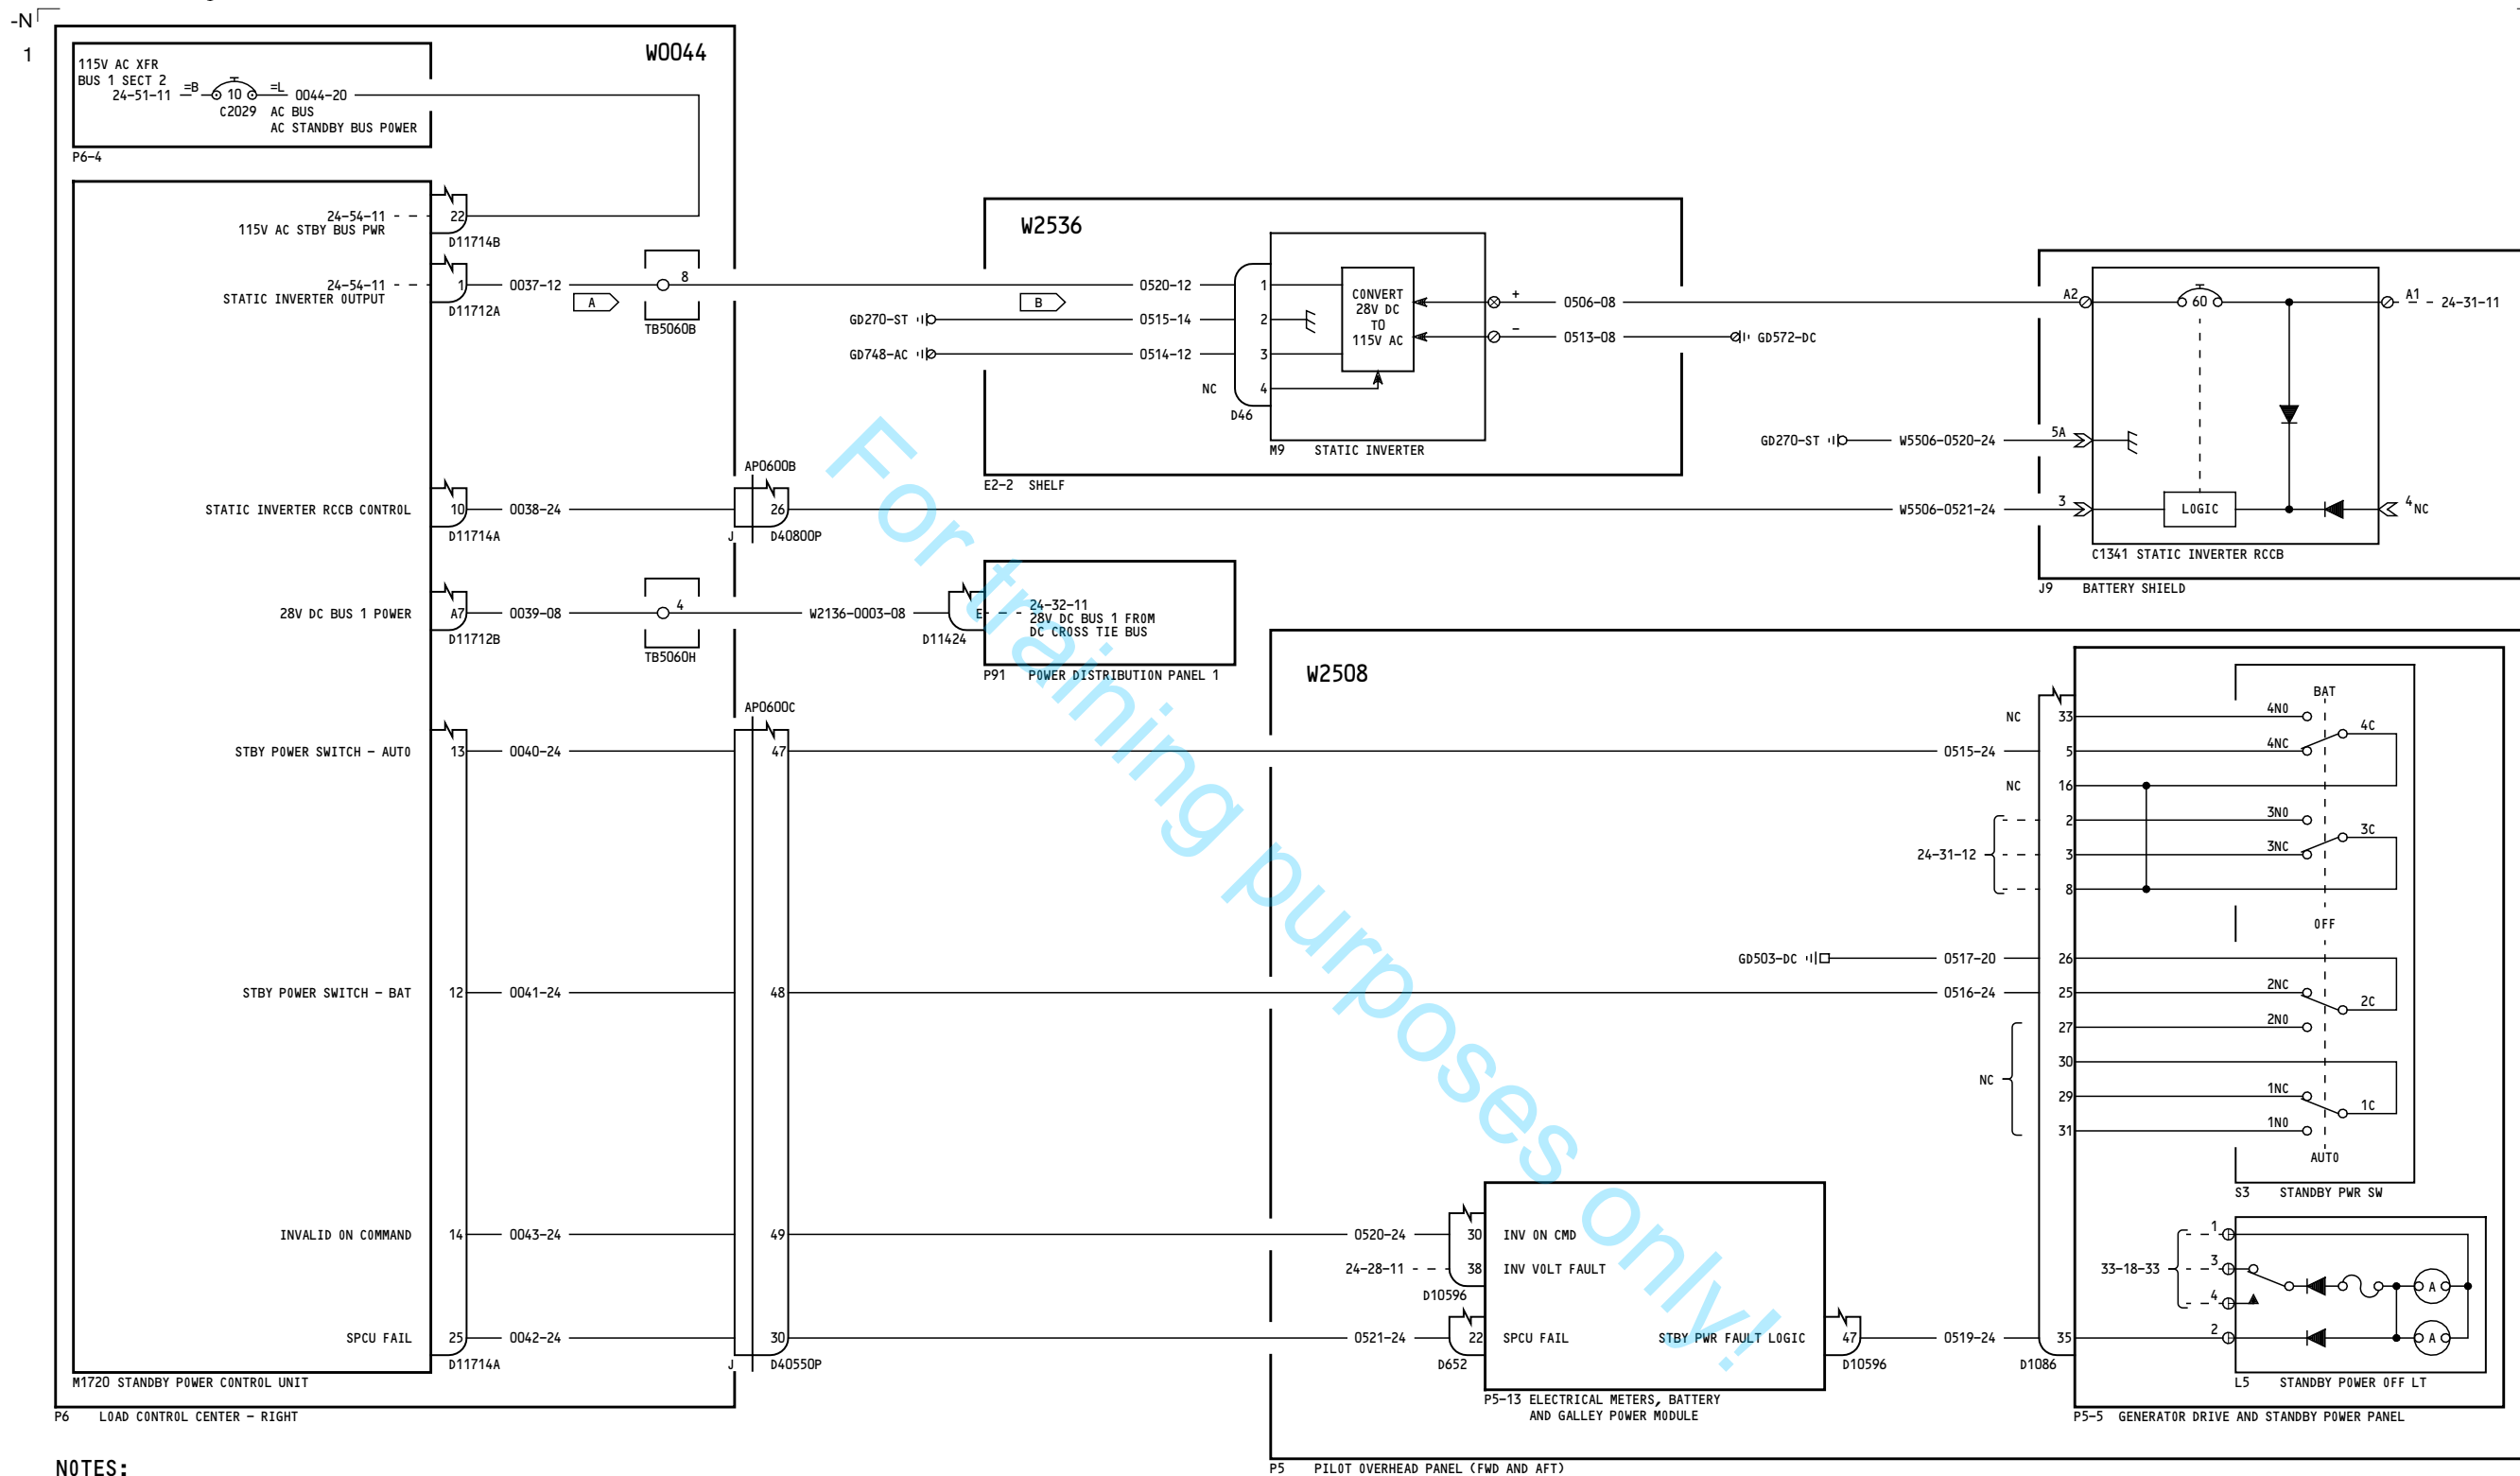 -N
1
W0044
115V AC XFR
BUS 1 SECT 2
24-51-11
=B
10
=L
0044-20
C2029
AC BUS
AC STANDBY BUS POWER
P6-4
24-54-11
115V AC STBY BUS PWR
22
D11714B
24-54-11
STATIC INVERTER OUTPUT
1
D11712A
0037-12
A
8
TB5060B
W2536
B
0520-12
GD270-ST
0515-14
GD748-AC
0514-12
NC
1
2
3
4
D46
CONVERT
28V DC
TO
115V AC
+
0506-08
-
0513-08
GD572-DC
M9 STATIC INVERTER
E2-2 SHELF
A2
60
A1
24-31-11
GD270-ST
W5506-0520-24
5A
W5506-0521-24
3
LOGIC
4
NC
C1341 STATIC INVERTER RCCB
J9 BATTERY SHIELD
STATIC INVERTER RCCB CONTROL
10
0038-24
D11714A
AP0600B
26
J
D40800P
28V DC BUS 1 POWER
A7
0039-08
D11712B
4
TB5060H
W2136-0003-08
D11424
E
24-32-11
28V DC BUS 1 FROM
DC CROSS TIE BUS
P91 POWER DISTRIBUTION PANEL 1
AP0600C
STBY POWER SWITCH - AUTO
13
0040-24
47
STBY POWER SWITCH - BAT
12
0041-24
48
INVALID ON COMMAND
14
0043-24
49
SPCU FAIL
25
0042-24
30
D11714A
J
D40550P
M1720 STANDBY POWER CONTROL UNIT
P6 LOAD CONTROL CENTER - RIGHT
W2508
NC
33
0515-24
5
NC
16
24-31-12
2
3
8
GD503-DC
0517-20
26
0516-24
25
27
NC
30
29
31
BAT
4NO
4C
4NC
3NO
3C
3NC
OFF
2NC
2C
2NO
1NC
1C
1NO
AUTO
S3 STANDBY PWR SW
0520-24
30
INV ON CMD
24-28-11
38
INV VOLT FAULT
D10596
0521-24
22
SPCU FAIL
D652
STBY PWR FAULT LOGIC
47
D10596
0519-24
35
D1086
P5-13 ELECTRICAL METERS, BATTERY
AND GALLEY POWER MODULE
33-18-33
1
3
4
2
A
A
L5 STANDBY POWER OFF LT
P5-5 GENERATOR DRIVE AND STANDBY POWER PANEL
P5 PILOT OVERHEAD PANEL (FWD AND AFT)
NOTES:
For training purposes only!